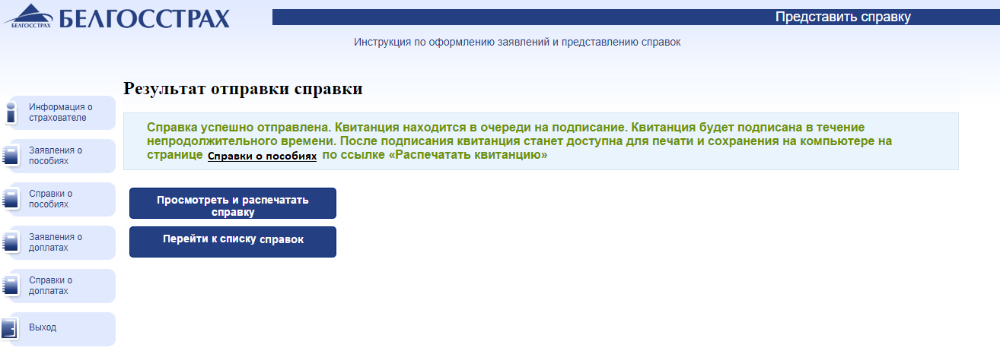 БЕЛГОССТРАХ
БЕЛГОССТРАХ
Представить справку
Инструкция по оформлению заявлений и представлению справок
Информация о
страхователе
Заявления о
пособиях
Справки о
пособиях
Заявления о
доплатах
Справки о
доплатах
Выход
Результат отправки справки
Справка успешно отправлена. Квитанция находится в очереди на подписание. Квитанция будет подписана в течение
непродолжительного времени. После подписания квитанция станет доступна для печати и сохранения на компьютере на
странице Справки о пособиях по ссылке «Распечатать квитанцию»
Просмотреть и распечатать
справку
Перейти к списку справок